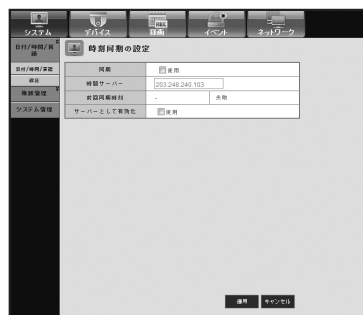 システム
デバイス
REC
録画
イベント
ネットワーク
日付/時間/言語
時刻同期の設定
日付/時間/言語
祝日
権限管理
システム管理
同期
使用
時間サーバー
203.248.240.103
前回同期時刻
-
失敗
サーバーとして有効化
使用
適用
キャンセル